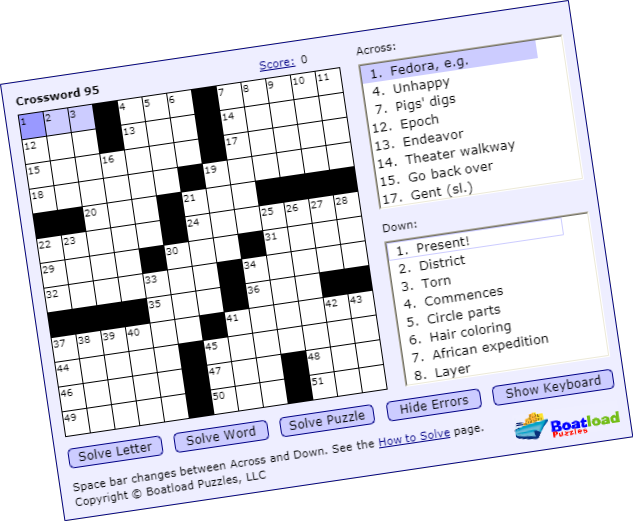 Score: 0
Crossword 95
1 2 3 4 5 6 7 8 9 10 11
12 13 14
15 16 17
18 19
20 21
22 23 24 25 26 27 28
29 30 31
32 33 34
35 36
37 38 39 40 41 42 43
44 45
46 47 48
49 50 51
Across:
1. Fedora, e.g.
4. Unhappy
7. Pigs' digs
12. Epoch
13. Endeavor
14. Theater walkway
15. Go back over
17. Gent (sl.)
Down:
1. Present!
2. District
3. Torn
4. Commences
5. Circle parts
6. Hair coloring
7. African expedition
8. Layer
Solve Letter
Solve Word
Solve Puzzle
Hide Errors
Show Keyboard
Space bar changes between Across and Down. See the How to Solve page.
Copyright © Boatload Puzzles, LLC
Boatload
Puzzles